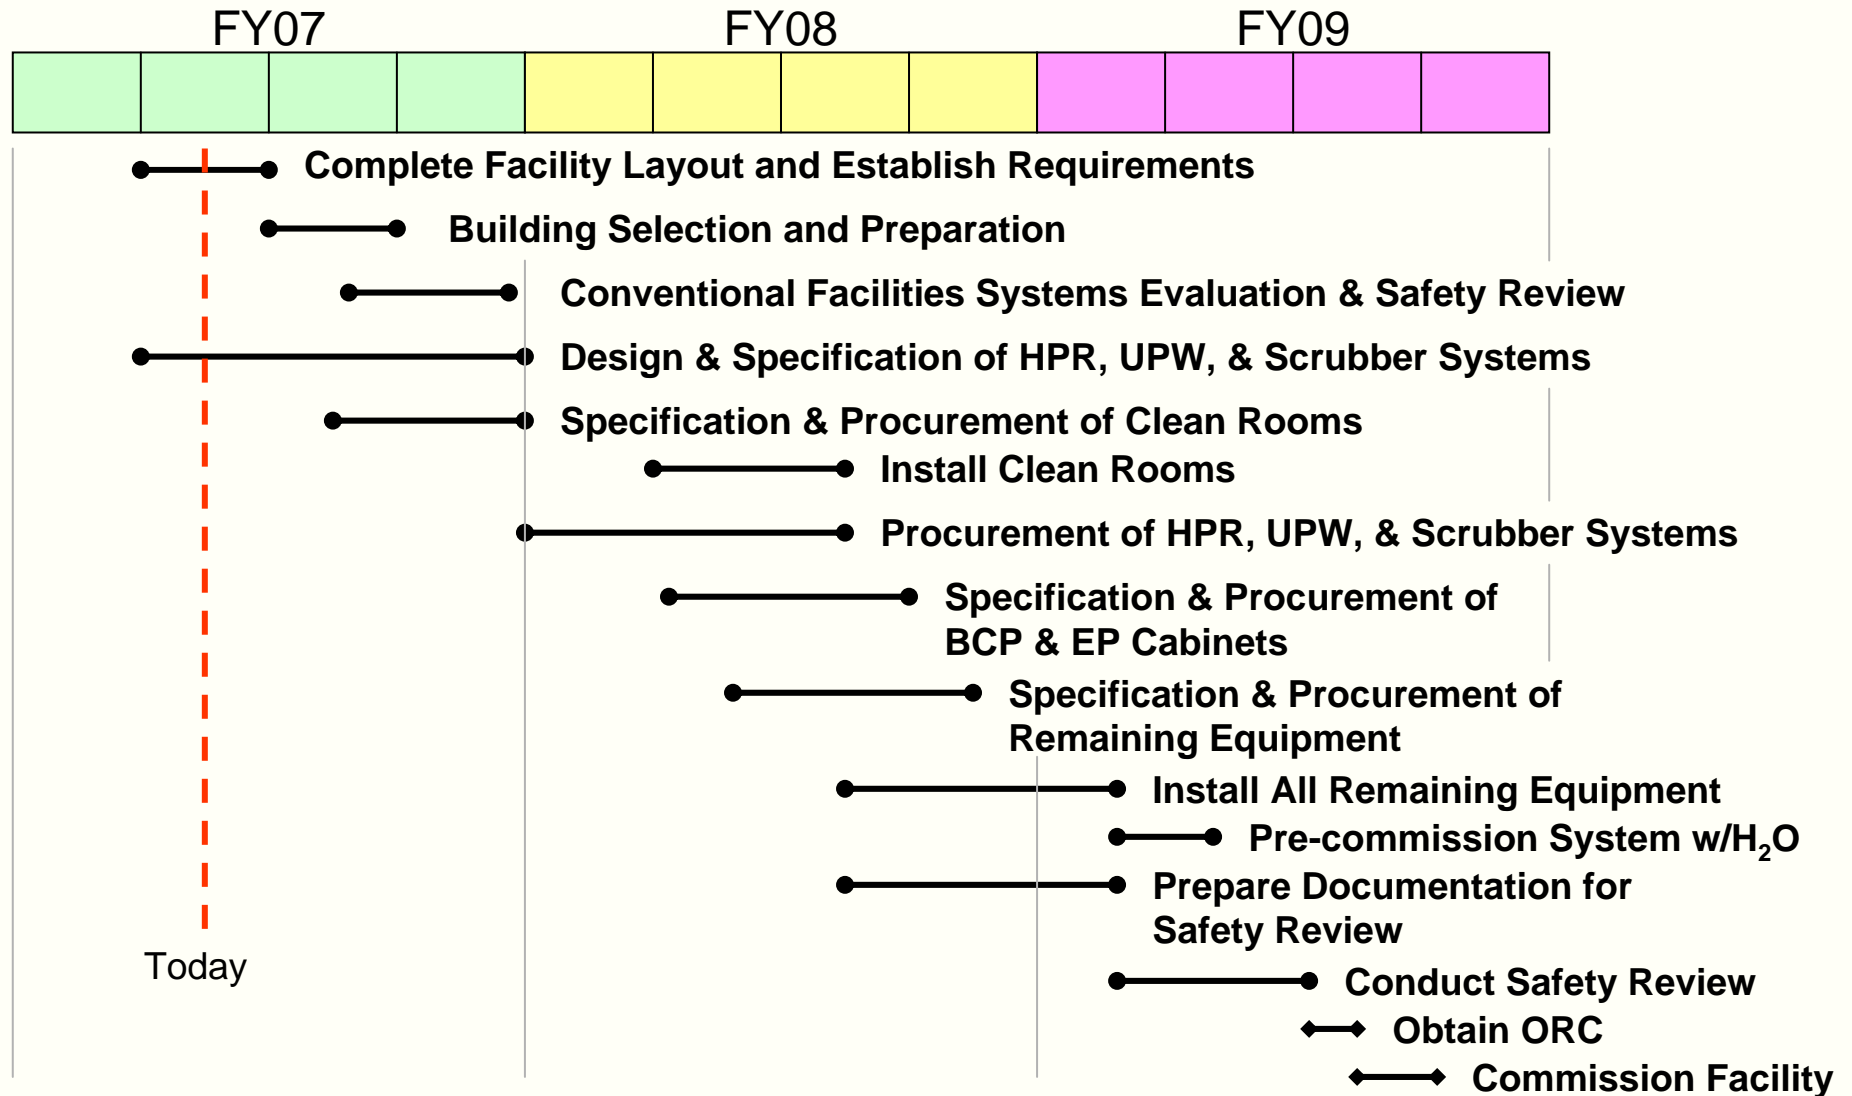 FY07 FY08 FY09
Complete Facility Layout and Establish Requirements
Building Selection and Preparation
Conventional Facilities Systems Evaluation & Safety Review
Design & Specification of HPR, UPW, & Scrubber Systems
Specification & Procurement of Clean Rooms
Install Clean Rooms
Procurement of HPR, UPW, & Scrubber Systems
Specification & Procurement of
BCP & EP Cabinets
Specification & Procurement of
Remaining Equipment
Install All Remaining Equipment
Pre-commission System w/H₂O
Prepare Documentation for
Safety Review
Today
Conduct Safety Review
Obtain ORC
Commission Facility